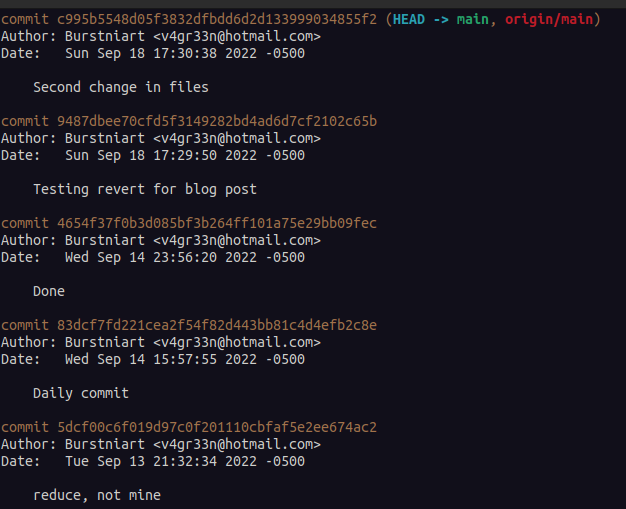 commit c995b5548d05f3832dfbdd6d2d133999034855f2 (HEAD -> main, origin/main)
Author: Burstniart <v4gr33n@hotmail.com>
Date:   Sun Sep 18 17:30:38 2022 -0500
    Second change in files
commit 9487dbee70cfd5f3149282bd4ad6d7cf2102c65b
Author: Burstniart <v4gr33n@hotmail.com>
Date:   Sun Sep 18 17:29:50 2022 -0500
    Testing revert for blog post
commit 4654f37f0b3d085bf3b264ff101a75e29bb09fec
Author: Burstniart <v4gr33n@hotmail.com>
Date:   Wed Sep 14 23:56:20 2022 -0500
    Done
commit 83dcf7fd221cea2f54f82d443bb81c4d4efb2c8e
Author: Burstniart <v4gr33n@hotmail.com>
Date:   Wed Sep 14 15:57:55 2022 -0500
    Daily commit
commit 5dcf00c6f019d97c0f201110cbfaf5e2ee674ac2
Author: Burstniart <v4gr33n@hotmail.com>
Date:   Tue Sep 13 21:32:34 2022 -0500
    reduce, not mine